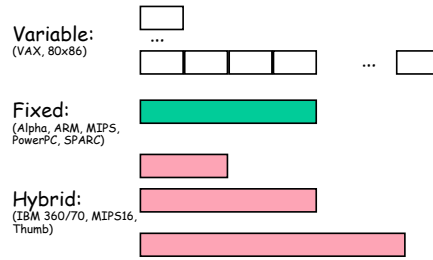 Variable:
(VAX, 80x86)
...
...
Fixed:
(Alpha, ARM, MIPS,
PowerPC, SPARC)
Hybrid:
(IBM 360/70, MIPS16,
Thumb)